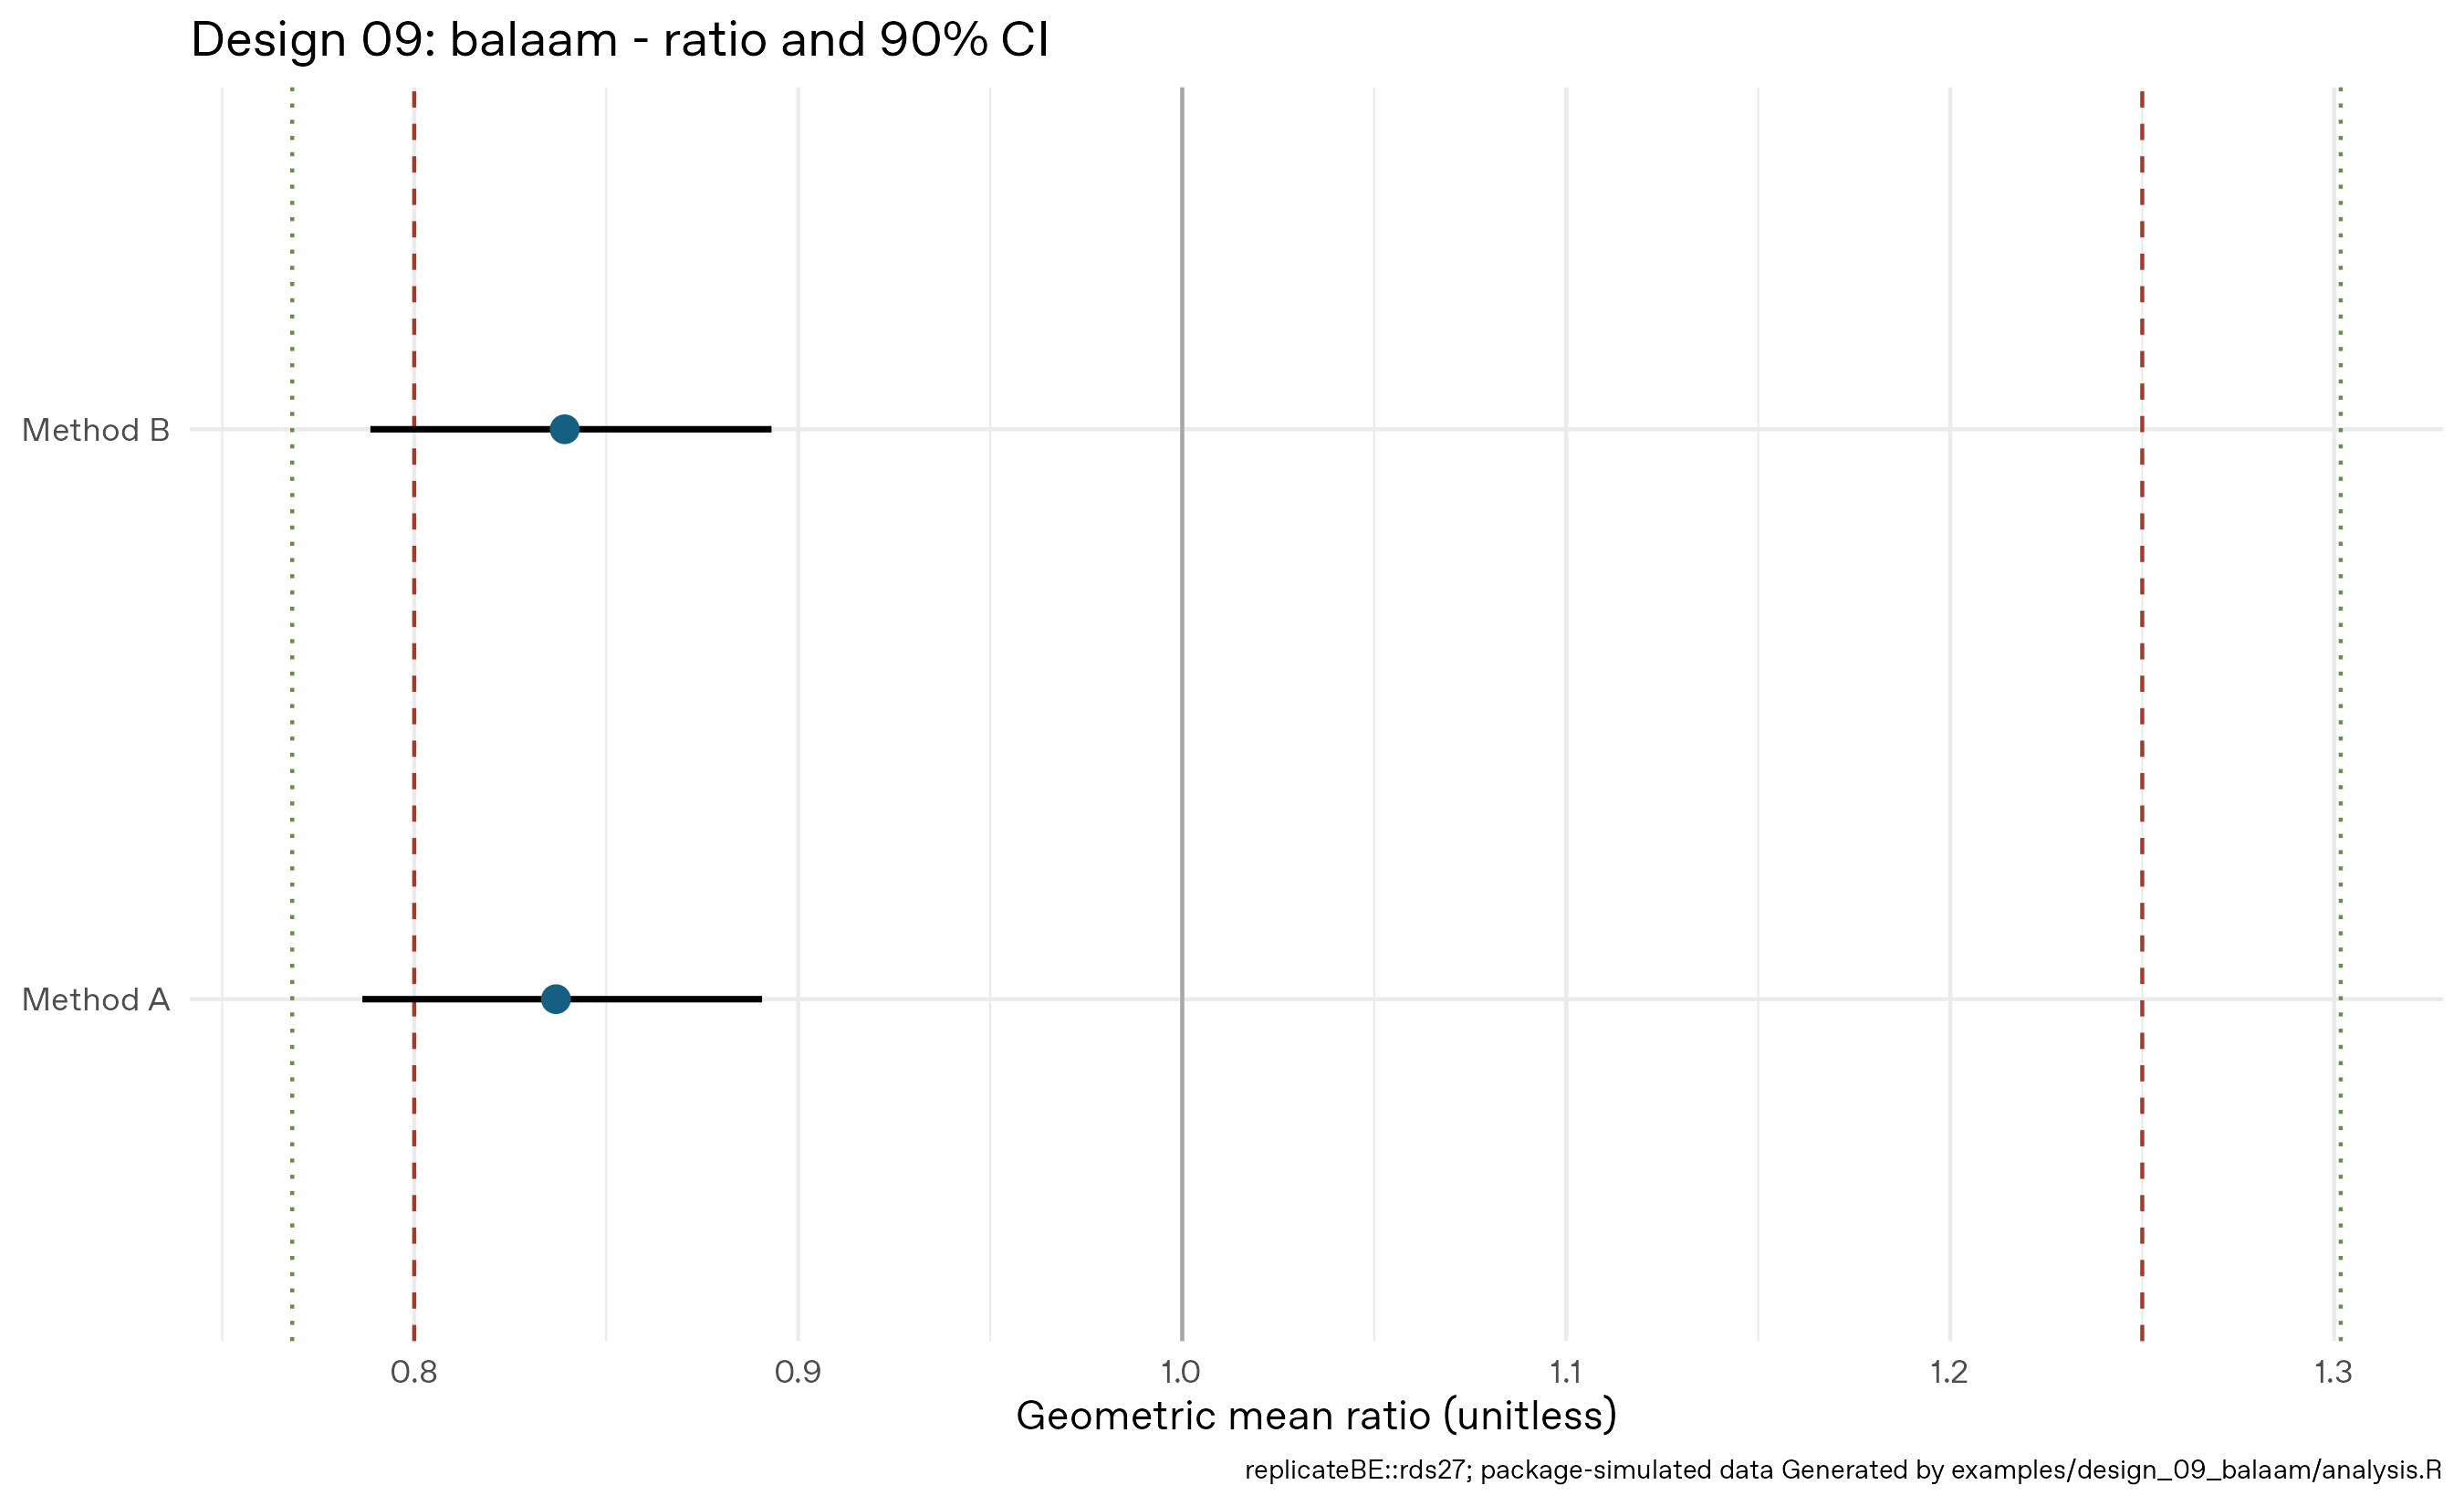 Design 09: balaam - ratio and 90% CI
Method B
Method A
0.8 0.9 1.0 1.1 1.2 1.3
Geometric mean ratio (unitless)
replicateBE::rds27; package-simulated data Generated by examples/design_09_balaam/analysis.R